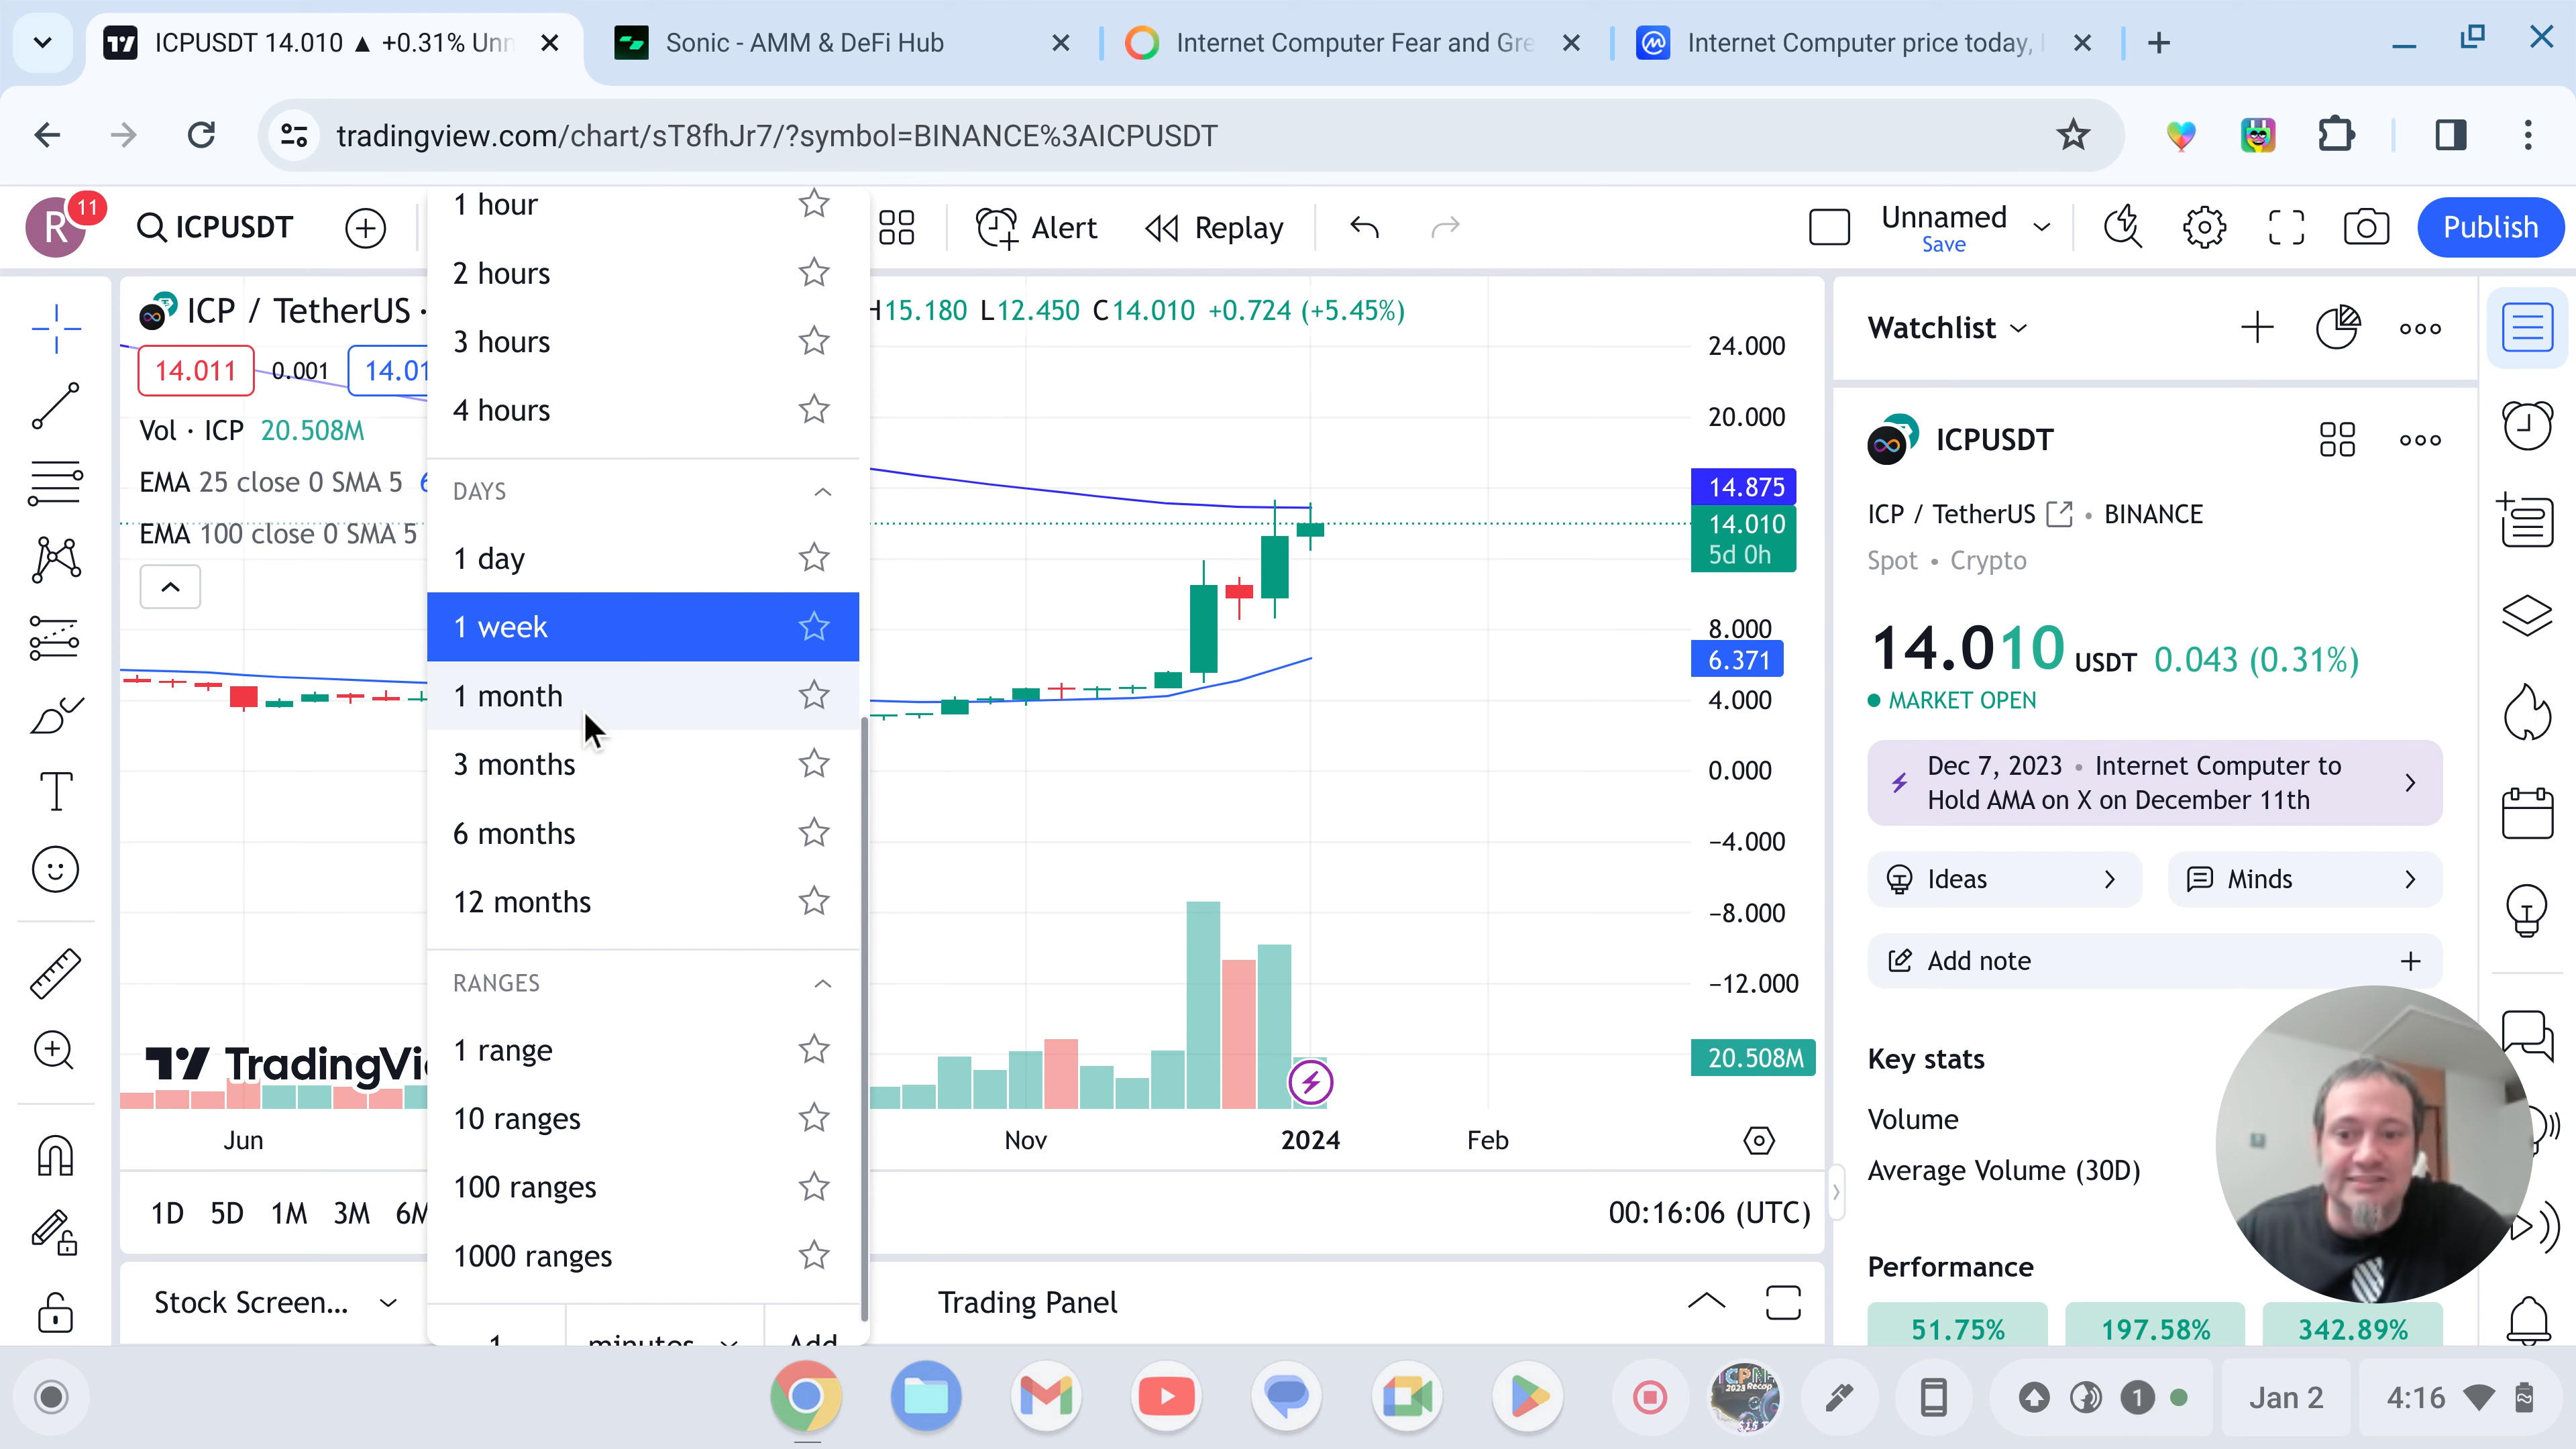 ICPUSDT 14.010 ▲ +0.31% Unn
Sonic - AMM & DeFi Hub
Internet Computer Fear and Gre
Internet Computer price today,
tradingview.com/chart/sT8fhJr7/?symbol=BINANCE%3AICPUSDT
R
11
ICPUSDT
Alert
Replay
Unnamed
Save
Publish
ICP / TetherUS ·
H15.180 L12.450 C14.010 +0.724 (+5.45%)
14.011
0.001
14.01
Vol · ICP 20.508M
EMA 25 close 0 SMA 5
EMA 100 close 0 SMA 5
1 hour
2 hours
3 hours
4 hours
DAYS
1 day
1 week
1 month
3 months
6 months
12 months
RANGES
1 range
10 ranges
100 ranges
1000 ranges
1 minutes Add
24.000
20.000
14.875
14.010
5d 0h
8.000
6.371
4.000
0.000
−4.000
−8.000
−12.000
20.508M
TradingVi
Jun
Nov
2024
Feb
1D 5D 1M 3M 6M
00:16:06 (UTC)
Stock Screen...
Trading Panel
Watchlist
ICPUSDT
ICP / TetherUS • BINANCE
Spot • Crypto
14.010 USDT 0.043 (0.31%)
MARKET OPEN
Dec 7, 2023 • Internet Computer to
Hold AMA on X on December 11th
Ideas
Minds
Add note
Key stats
Volume
Average Volume (30D)
Performance
51.75%
197.58%
342.89%
1
Jan 2
4:16